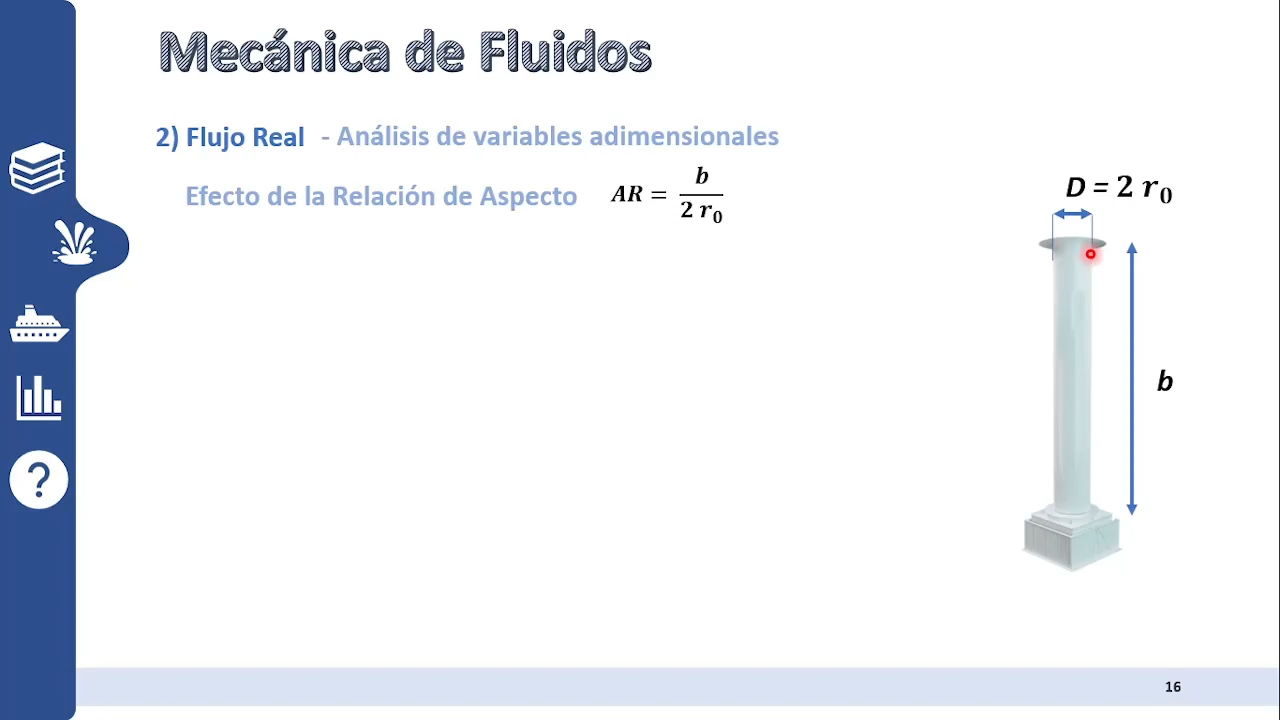 Mecánica de Fluidos
2) Flujo Real - Análisis de variables adimensionales
Efecto de la Relación de Aspecto AR = b / 2 r₀
D = 2 r₀
b
?
16